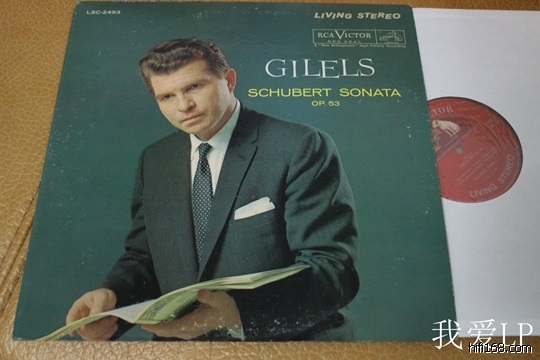 LSC-2493
LIVING STEREO
RCA VICTOR
RED SEAL
GILELS
SCHUBERT SONATA
OP. 53
LIVING STEREO
我爱LP
hifi168.com